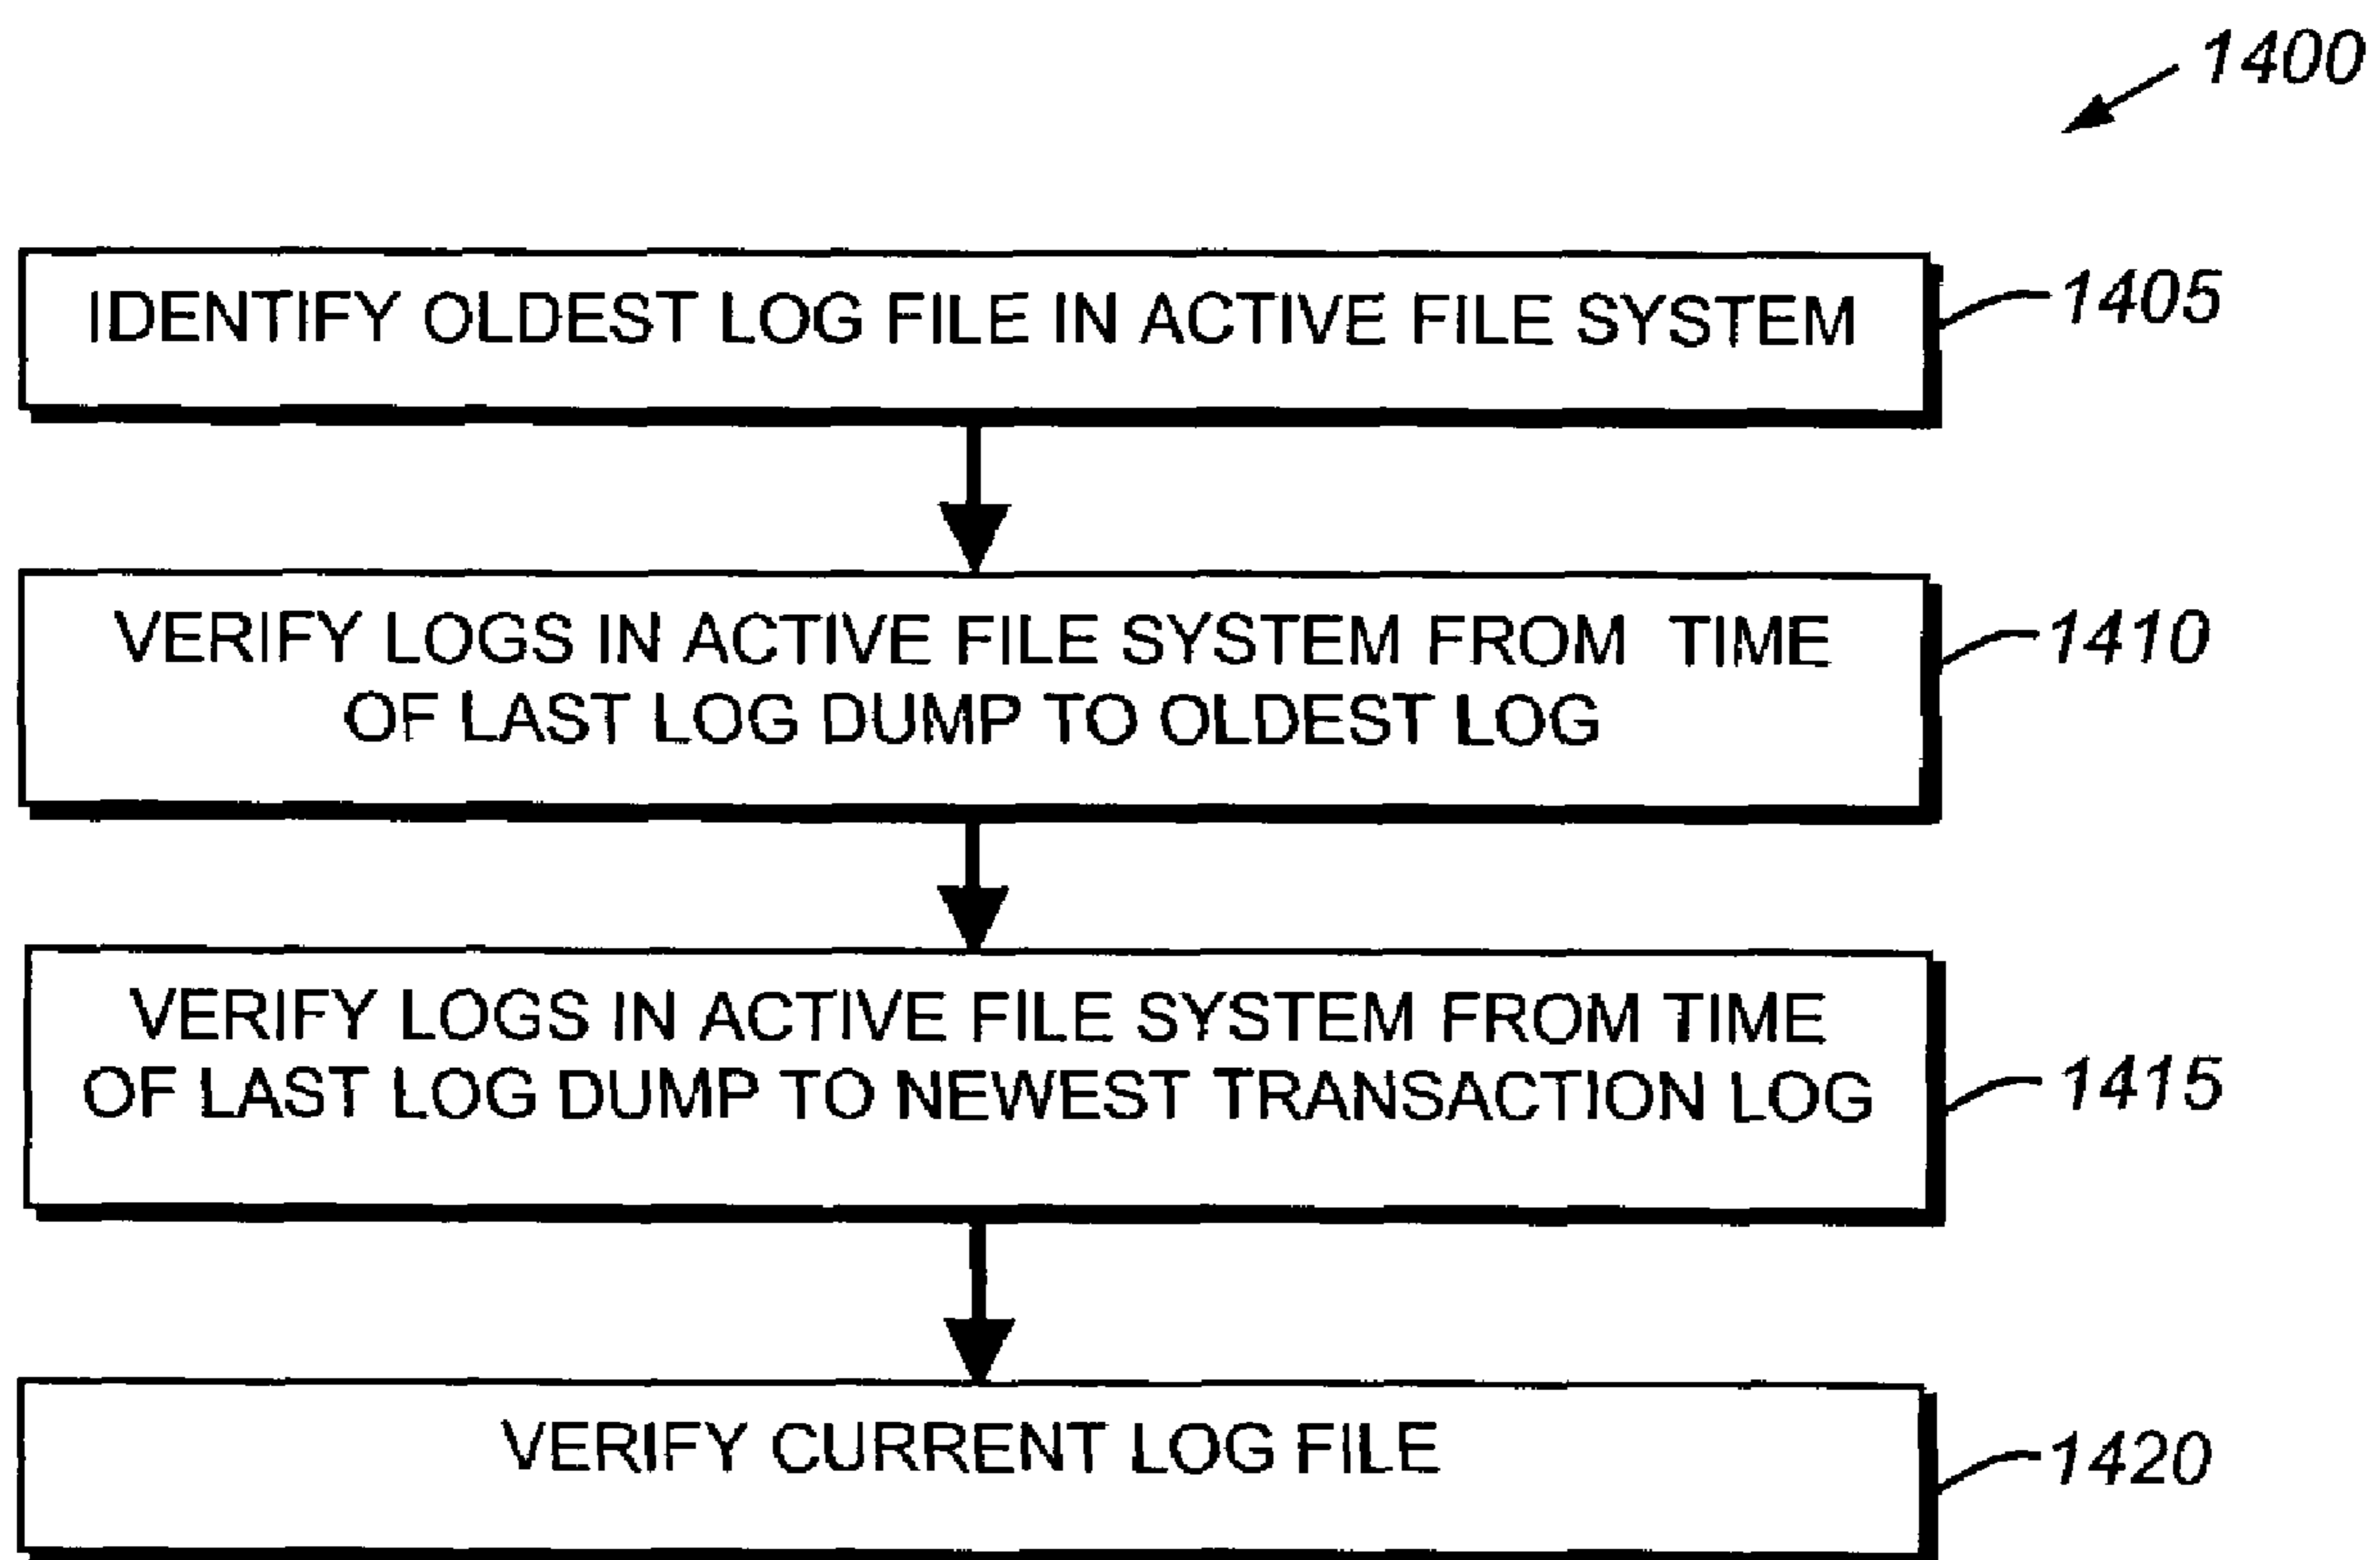 1400
IDENTIFY OLDEST LOG FILE IN ACTIVE FILE SYSTEM
1405
VERIFY LOGS IN ACTIVE FILE SYSTEM FROM TIME
OF LAST LOG DUMP TO OLDEST LOG
1410
VERIFY LOGS IN ACTIVE FILE SYSTEM FROM TIME
OF LAST LOG DUMP TO NEWEST TRANSACTION LOG
1415
VERIFY CURRENT LOG FILE
1420